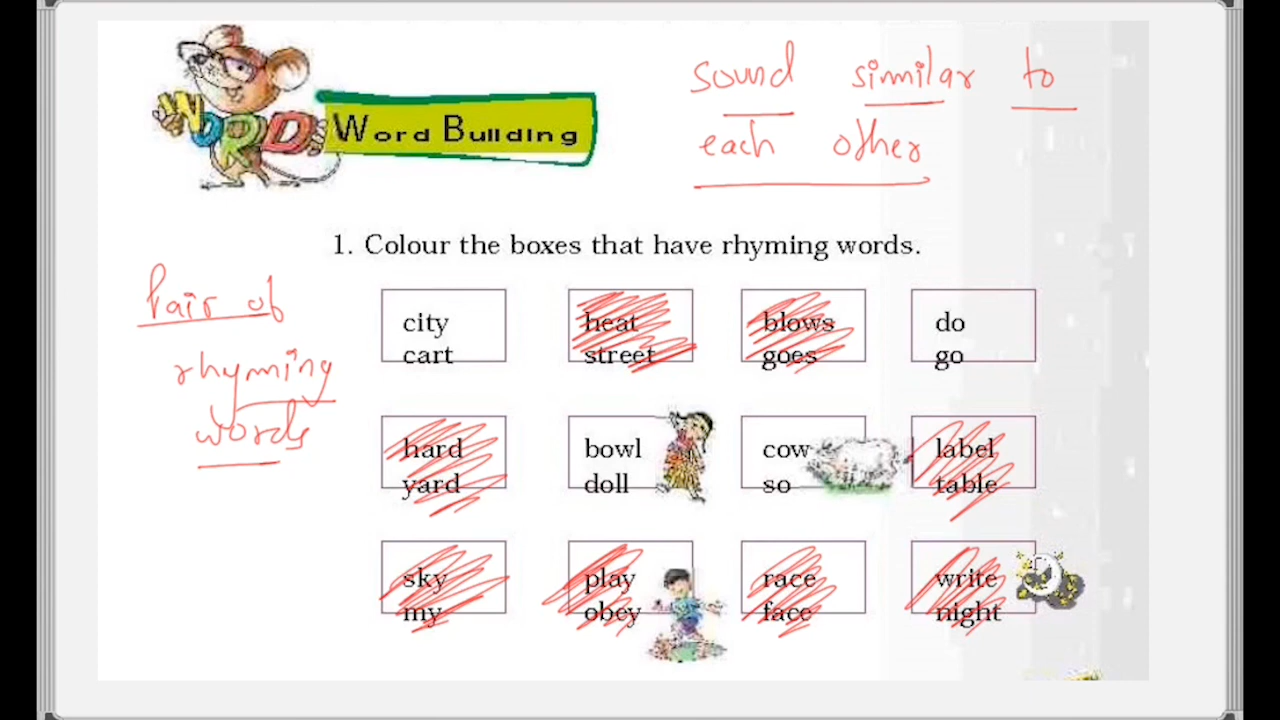 sound similar to
each other
WORD
Word Building
1. Colour the boxes that have rhyming words.
Pair of
rhyming
words
city
cart
heat
street
blows
goes
do
go
hard
yard
bowl
doll
cow
so
label
table
sky
my
play
obey
race
face
write
night